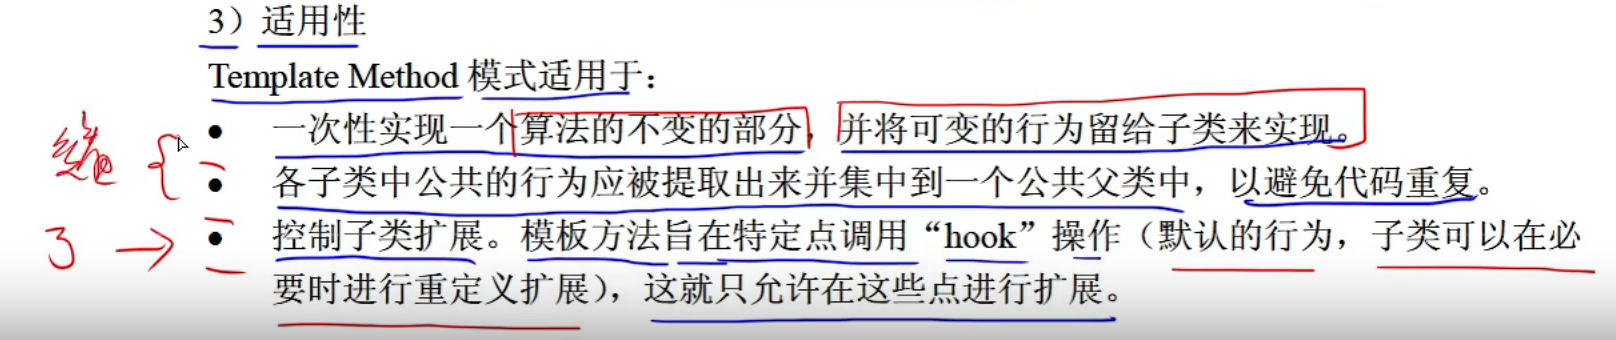 3）适用性
Template Method 模式适用于：
● 一次性实现一个算法的不变的部分，并将可变的行为留给子类来实现。
● 各子类中公共的行为应被提取出来并集中到一个公共父类中，以避免代码重复。
3 → ● 控制子类扩展。模板方法旨在特定点调用“hook”操作（默认的行为，子类可以在必
要时进行重定义扩展），这就只允许在这些点进行扩展。